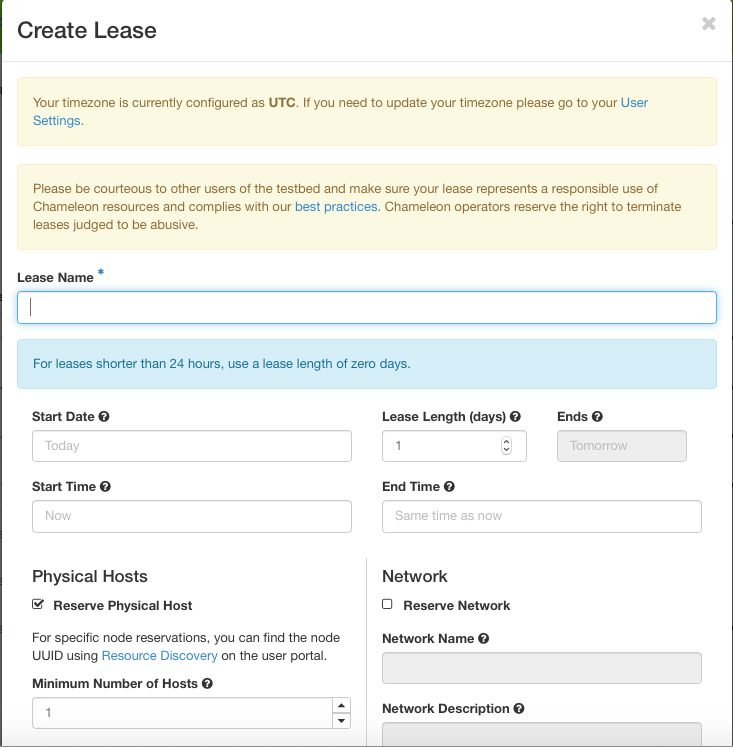 Create Lease
Your timezone is currently configured as UTC. If you need to update your timezone please go to your User
Settings.
Please be courteous to other users of the testbed and make sure your lease represents a responsible use of
Chameleon resources and complies with our best practices. Chameleon operators reserve the right to terminate
leases judged to be abusive.
Lease Name *
For leases shorter than 24 hours, use a lease length of zero days.
Start Date
Lease Length (days)
Ends
Today
1
Tomorrow
Start Time
End Time
Now
Same time as now
Physical Hosts
Reserve Physical Host
For specific node reservations, you can find the node
UUID using Resource Discovery on the user portal.
Minimum Number of Hosts
1
Network
Reserve Network
Network Name
Network Description